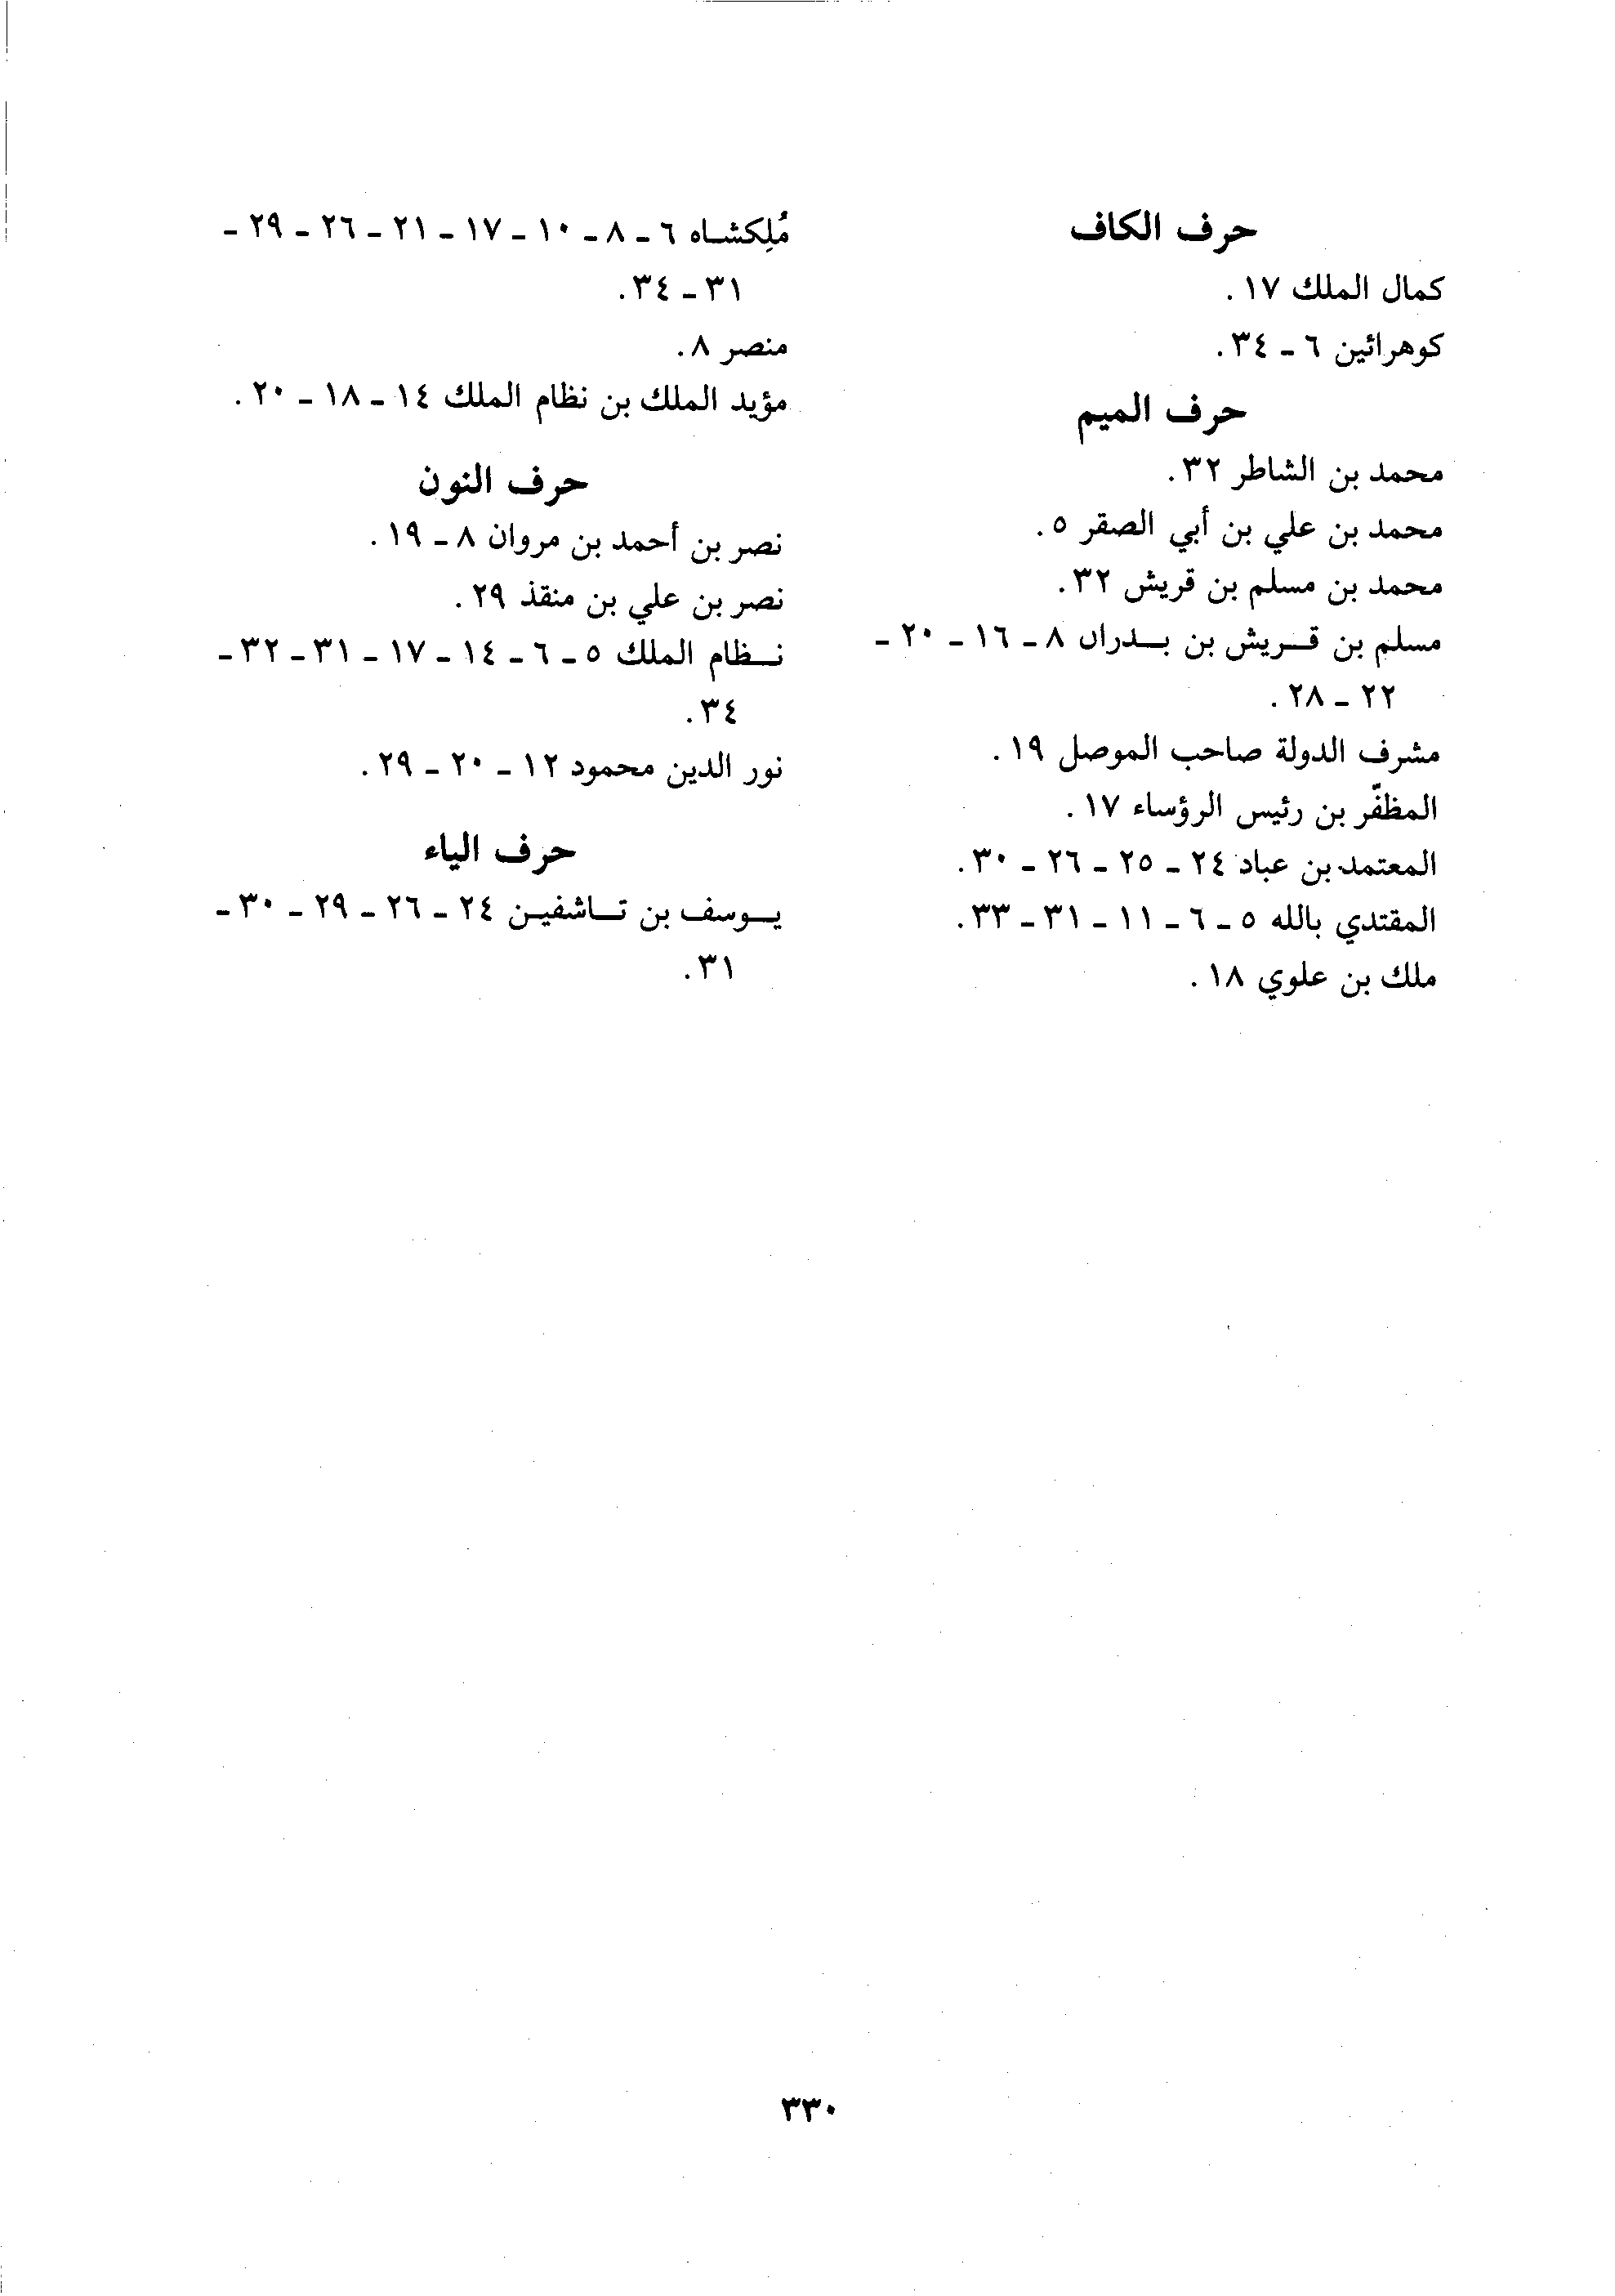 حرف الكاف
كمال الملك ١٧.
كوهرائين ٦ - ٣٤.
حرف الميم
محمد بن الشاطر ٣٢.
محمد بن علي بن أبي الصقر ٥.
محمد بن مسلم بن قريش ٣٢.
مسلم بن قريش بن بدران ٨ - ١٦ - ٢٠ -
٢٢ - ٢٨.
مشرف الدولة صاحب الموصل ١٩.
المظفّر بن رئيس الرؤساء ١٧.
المعتمد بن عباد ٢٤ - ٢٥ - ٢٦ - ٣٠.
المقتدي بالله ٥ - ٦ - ١١ - ٣١ - ٣٣.
ملك بن علوي ١٨.
مُلِكشاه ٦ - ٨ - ١٠ - ١٧ - ٢١ - ٢٦ - ٢٩ -
٣١ - ٣٤.
منصر ٨.
مؤيد الملك بن نظام الملك ١٤ - ١٨ - ٢٠.
حرف النون
نصر بن أحمد بن مروان ٨ - ١٩.
نصر بن علي بن منقذ ٢٩.
نظام الملك ٥ - ٦ - ١٤ - ١٧ - ٣١ - ٣٢ -
٣٤.
نور الدين محمود ١٢ - ٢٠ - ٢٩.
حرف الياء
يوسف بن تاشفين ٢٤ - ٢٦ - ٢٩ - ٣٠ -
٣١.
٣٣٠